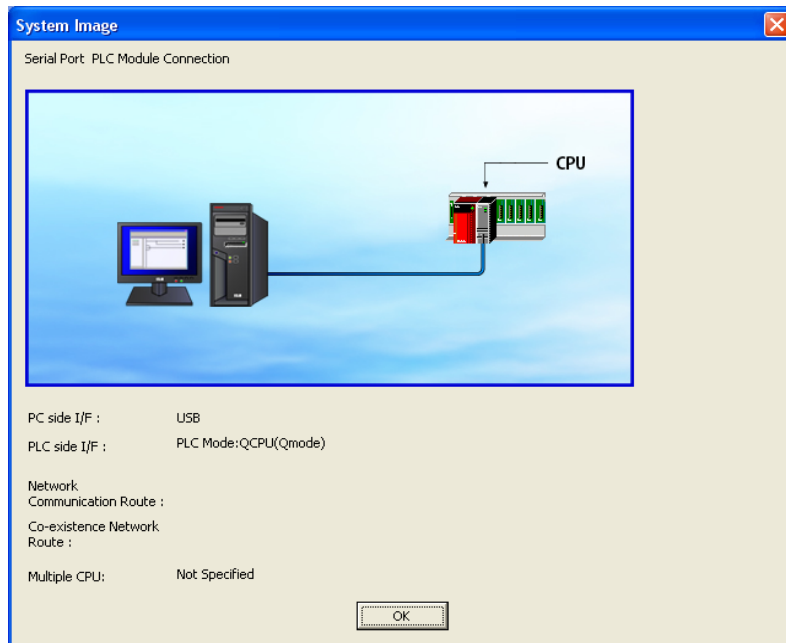 System Image
Serial Port PLC Module Connection
CPU
PC side I/F : USB
PLC side I/F : PLC Mode:QCPU(Qmode)
Network
Communication Route :
Co-existence Network
Route :
Multiple CPU: Not Specified
OK